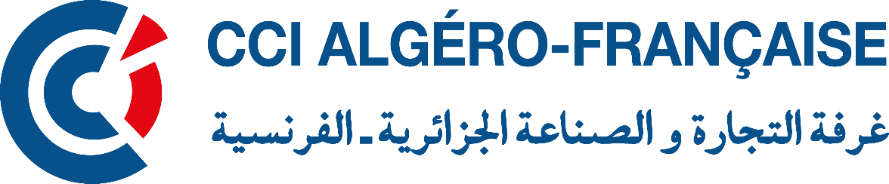 CCI ALGÉRO-FRANÇAISE
غرفة التجارة و الصناعة الجزائرية - الفرنسية